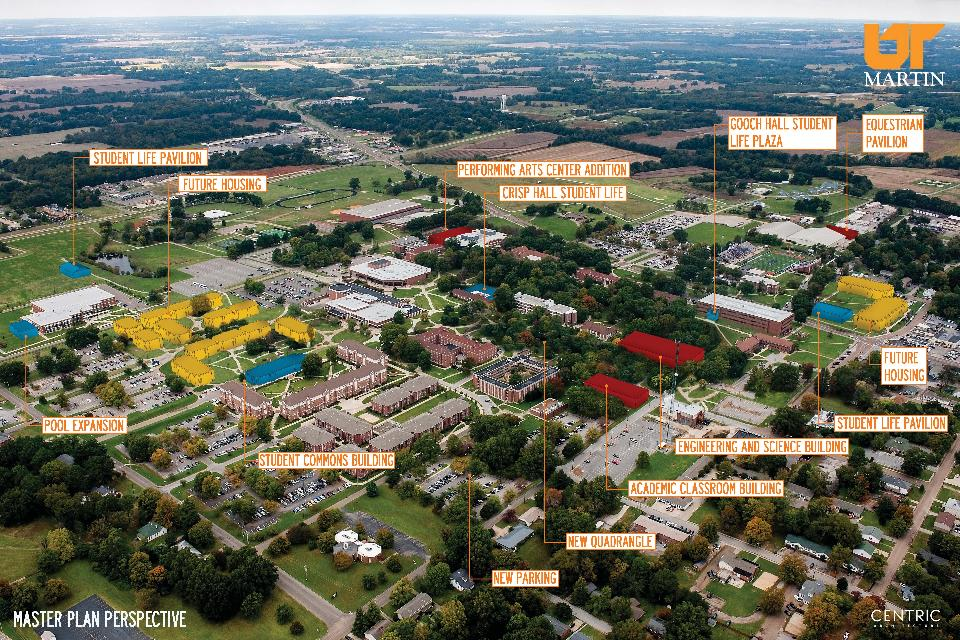 UT
MARTIN
GOOCH HALL STUDENT
LIFE PLAZA
EQUESTRIAN
PAVILION
STUDENT LIFE PAVILION
FUTURE HOUSING
PERFORMING ARTS CENTER ADDITION
CRISP HALL STUDENT LIFE
FUTURE
HOUSING
POOL EXPANSION
STUDENT LIFE PAVILION
STUDENT COMMONS BUILDING
ENGINEERING AND SCIENCE BUILDING
ACADEMIC CLASSROOM BUILDING
NEW QUADRANGLE
NEW PARKING
MASTER PLAN PERSPECTIVE
CENTRIC
ARCHITECTURE